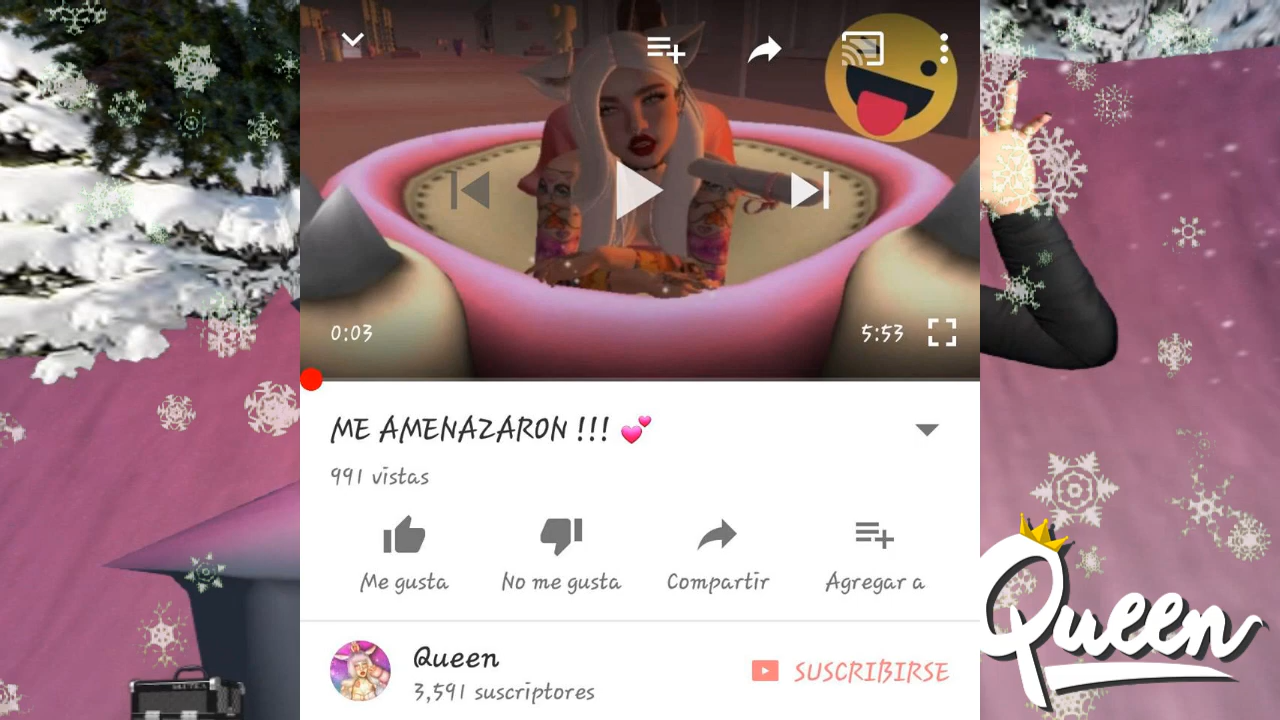 0:03
5:53
ME AMENAZARON !!! 💕
991 vistas
Me gusta
No me gusta
Compartir
Agregar a
Queen
3,591 suscriptores
SUSCRIBIRSE
Queen